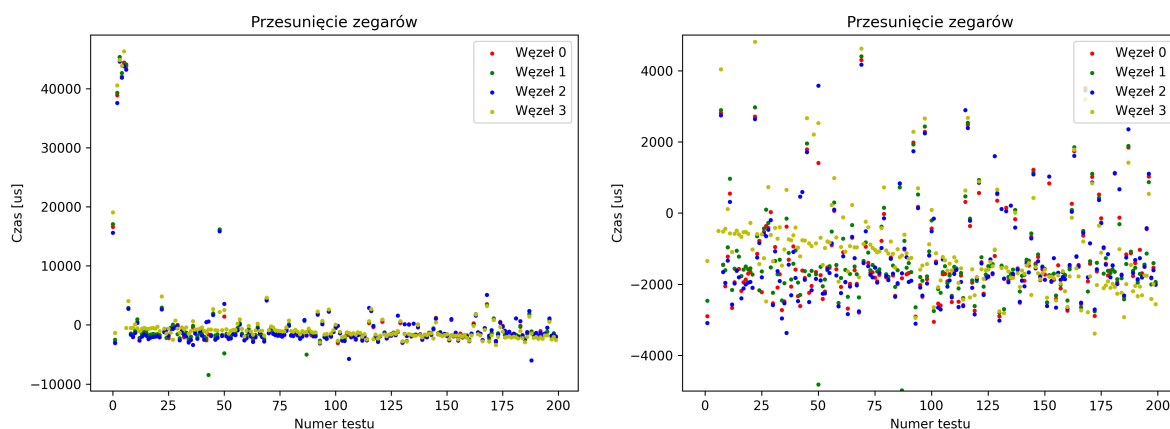 Przesunięcie zegarów
Czas [us]
40000
30000
20000
10000
0
−10000
0
25
50
75
100
125
150
175
200
Numer testu
Węzeł 0
Węzeł 1
Węzeł 2
Węzeł 3
Przesunięcie zegarów
Czas [us]
4000
2000
0
−2000
−4000
0
25
50
75
100
125
150
175
200
Numer testu
Węzeł 0
Węzeł 1
Węzeł 2
Węzeł 3